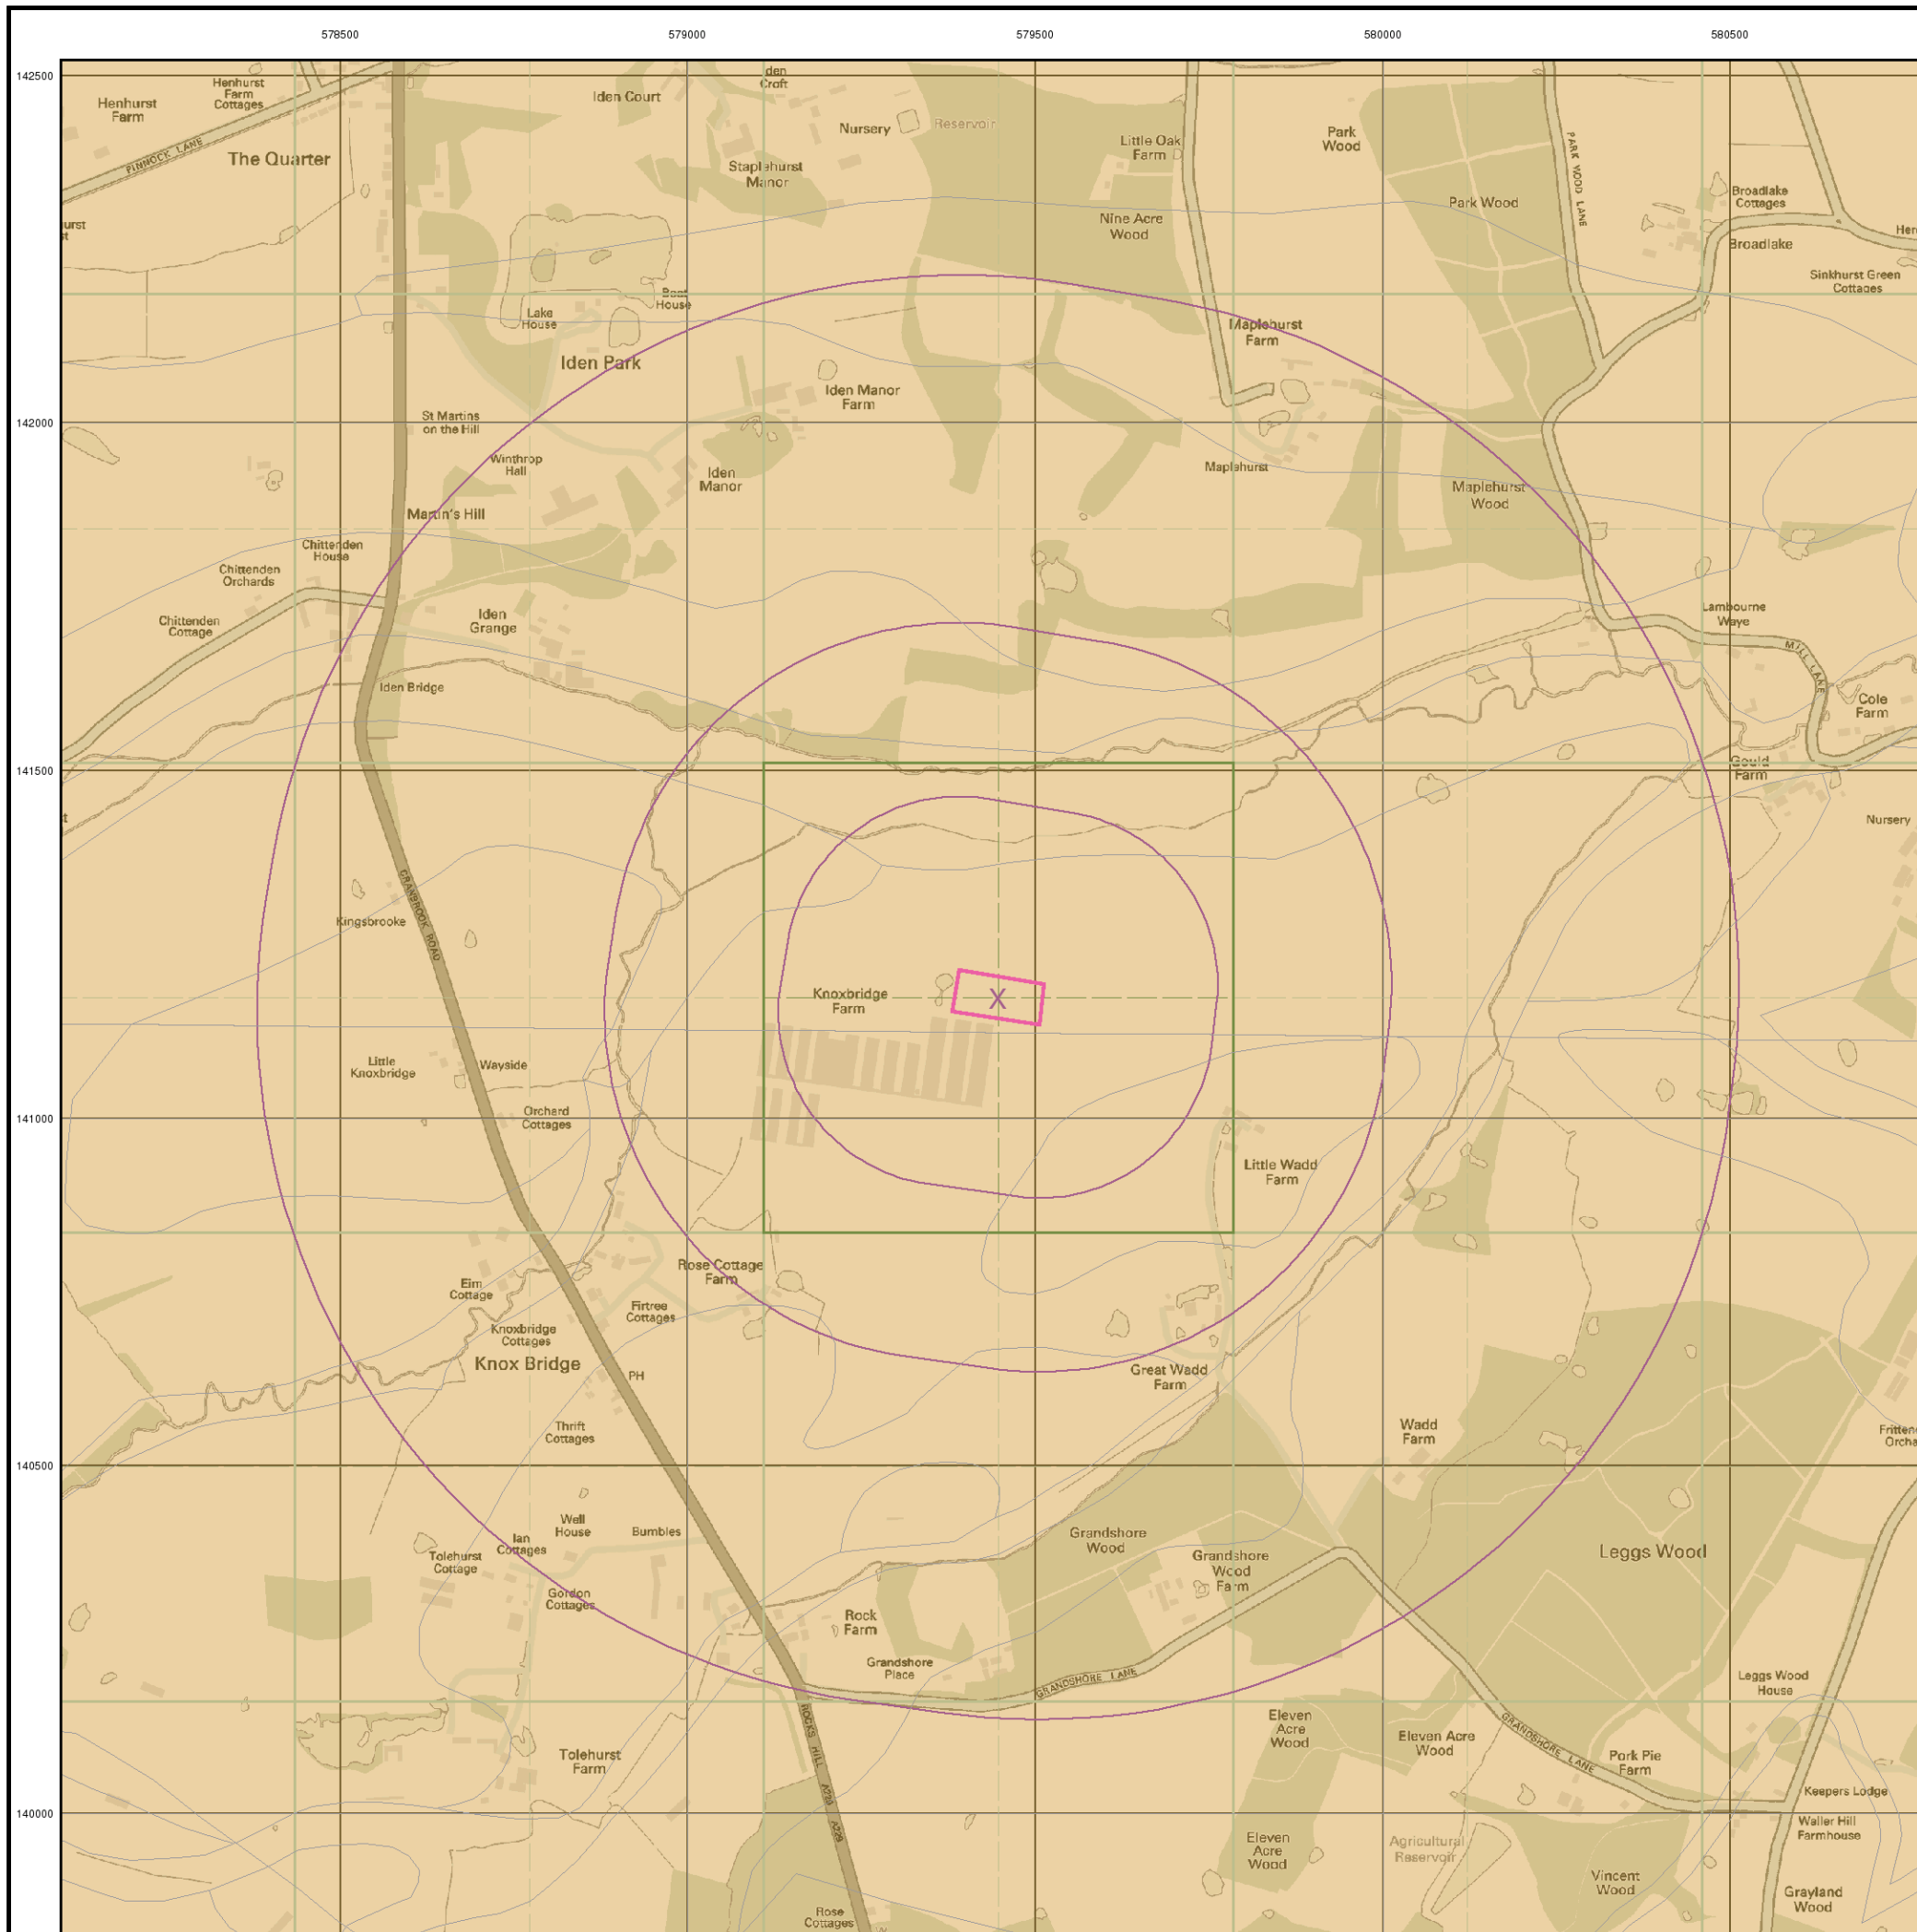 578500
579000
579500
580000
580500
142500
142000
141500
141000
140500
140000
Henhurst
Farm
Henhurst
Farm
Cottages
PINNOCK LANE
The Quarter
Iden Court
Croft
Nursery
Reservoir
Staplehurst
Manor
Little Oak
Farm
Nine Acre
Wood
Park
Wood
Park Wood
PARK WOOD LANE
Broadlake
Cottages
Broadlake
Sinkhurst Green
Cottages
Boat
House
Lake
House
Iden Park
Maplehurst
Farm
Iden Manor
Farm
St Martins
on the Hill
Winthrop
Hall
Iden
Manor
Maplehurst
Maplehurst
Wood
Martin's Hill
Chittenden
House
Chittenden
Orchards
Chittenden
Cottage
Iden
Grange
Iden Bridge
Lambourne
Waye
MILL LANE
Cole
Farm
Gould
Farm
Nursery
CRANBROOK ROAD
Kingsbrooke
Knoxbridge
Farm
X
Little
Knoxbridge
Wayside
Orchard
Cottages
Little Wadd
Farm
Rose Cottage
Farm
Elm
Cottage
Firtree
Cottages
Knoxbridge
Cottages
Knox Bridge
PH
Great Wadd
Farm
Thrift
Cottages
Wadd
Farm
Well
House
Bumbles
Ian
Cottages
Tolehurst
Cottage
Gordon
Cottages
Grandshore
Wood
Grandshore
Wood
Farm
Leggs Wood
Rock
Farm
Grandshore
Place
GRANDSHORE LANE
Leggs Wood
House
ROCKS HILL
A229
A229
Tolehurst
Farm
Eleven
Acre
Wood
Eleven Acre
Wood
GRANDSHORE LANE
Pork Pie
Farm
Keepers Lodge
Waller Hill
Farmhouse
Eleven
Acre
Wood
Agricultural
Reservoir
Vincent
Wood
Grayland
Wood
Rose
Cottages